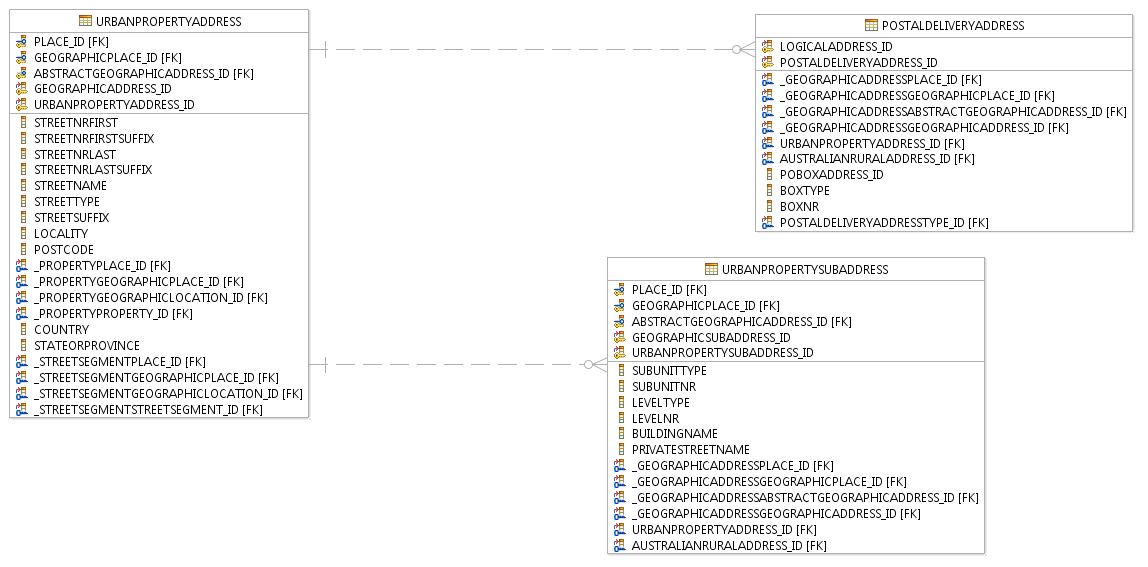 URBANPROPERTYADDRESS
PLACE_ID [FK]
GEOGRAPHICPLACE_ID [FK]
ABSTRACTGEOGRAPHICADDRESS_ID [FK]
GEOGRAPHICADDRESS_ID
URBANPROPERTYADDRESS_ID
STREETNRFIRST
STREETNRFIRSTSUFFIX
STREETNRLAST
STREETNRLASTSUFFIX
STREETNAME
STREETTYPE
STREETSUFFIX
LOCALITY
POSTCODE
_PROPERTYPLACE_ID [FK]
_PROPERTYGEOGRAPHICPLACE_ID [FK]
_PROPERTYGEOGRAPHICLOCATION_ID [FK]
_PROPERTYPROPERTY_ID [FK]
COUNTRY
STATEORPROVINCE
_STREETSEGMENTPLACE_ID [FK]
_STREETSEGMENTGEOGRAPHICPLACE_ID [FK]
_STREETSEGMENTGEOGRAPHICLOCATION_ID [FK]
_STREETSEGMENTSTREETSEGMENT_ID [FK]
POSTALDELIVERYADDRESS
LOGICALADDRESS_ID
POSTALDELIVERYADDRESS_ID
_GEOGRAPHICADDRESSPLACE_ID [FK]
_GEOGRAPHICADDRESSGEOGRAPHICPLACE_ID [FK]
_GEOGRAPHICADDRESSABSTRACTGEOGRAPHICADDRESS_ID [FK]
_GEOGRAPHICADDRESSGEOGRAPHICADDRESS_ID [FK]
URBANPROPERTYADDRESS_ID [FK]
AUSTRALIANRURALADDRESS_ID [FK]
POBOXADDRESS_ID
BOXTYPE
BOXNR
POSTALDELIVERYADDRESSTYPE_ID [FK]
URBANPROPERTYSUBADDRESS
PLACE_ID [FK]
GEOGRAPHICPLACE_ID [FK]
ABSTRACTGEOGRAPHICADDRESS_ID [FK]
GEOGRAPHICSUBADDRESS_ID
URBANPROPERTYSUBADDRESS_ID
SUBUNITTYPE
SUBUNITNR
LEVELTYPE
LEVELNR
BUILDINGNAME
PRIVATESTREETNAME
_GEOGRAPHICADDRESSPLACE_ID [FK]
_GEOGRAPHICADDRESSGEOGRAPHICPLACE_ID [FK]
_GEOGRAPHICADDRESSABSTRACTGEOGRAPHICADDRESS_ID [FK]
_GEOGRAPHICADDRESSGEOGRAPHICADDRESS_ID [FK]
URBANPROPERTYADDRESS_ID [FK]
AUSTRALIANRURALADDRESS_ID [FK]